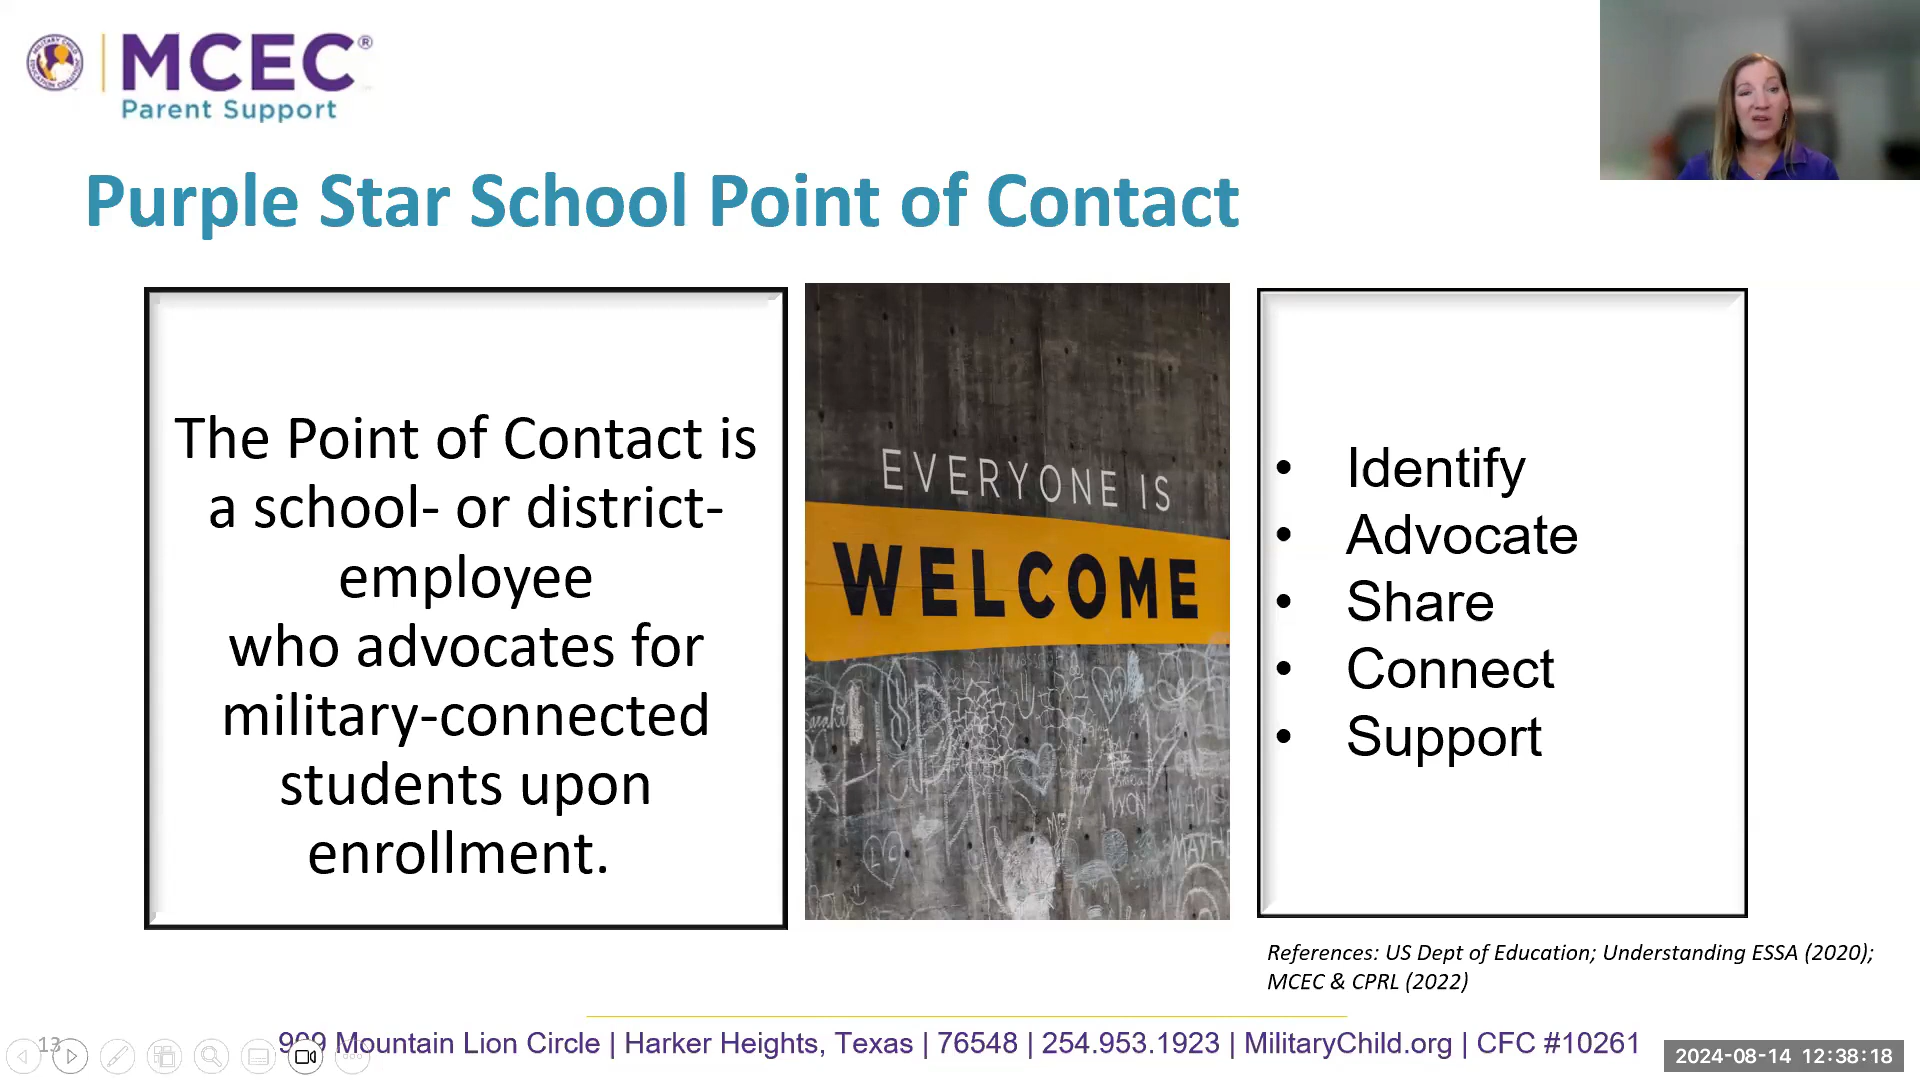 MCEC®
Parent Support
Purple Star School Point of Contact
The Point of Contact is
a school- or district-
employee
who advocates for
military-connected
students upon
enrollment.
EVERYONE IS
WELCOME
• Identify
• Advocate
• Share
• Connect
• Support
References: US Dept of Education; Understanding ESSA (2020);
MCEC & CPRL (2022)
13
999 Mountain Lion Circle | Harker Heights, Texas | 76548 | 254.953.1923 | MilitaryChild.org | CFC #10261
2024-08-14 12:38:18